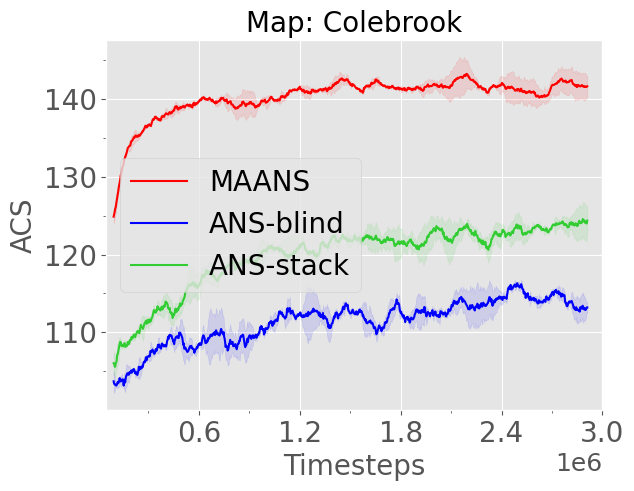 Map: Colebrook
ACS
140
130
120
110
MAANS
ANS-blind
ANS-stack
0.6 1.2 1.8 2.4 3.0
Timesteps
1e6